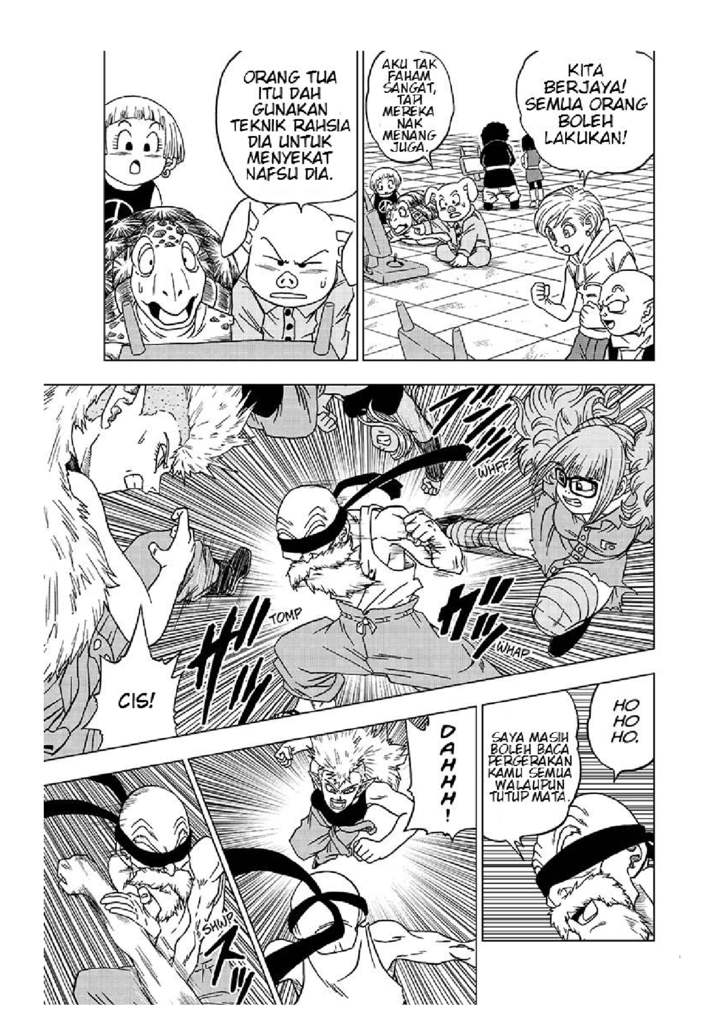 KITA
BERJAYA!
SEMUA ORANG
BOLEH
LAKUKAN!
AKU TAK
FAHAM
SANGAT,
TAPI
MEREKA
NAK
MENANG
JUGA.
ORANG TUA
ITU DAH
GUNAKAN
TEKNIK RAHSIA
DIA UNTUK
MENYEKAT
NAFSU DIA.
WHFF
TOMP
WHAP
CIS!
HO
HO
HO.
SAYA MASIH
BOLEH BACA
PERGERAKAN
KAMU SEMUA
WALAUPUN
TUTUP MATA.
DAHHH!
SHWP